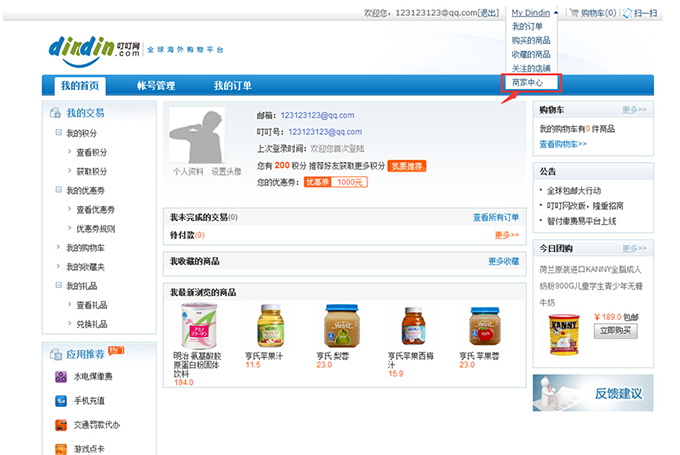 欢迎您，123123123@qq.com[退出]
My Dindin
购物车(0)
扫一扫
我的订单
购买的商品
收藏的商品
关注的店铺
商家中心
dindin 叮叮网
.com
全球海外购物平台
我的首页
帐号管理
我的订单
我的交易
我的积分
查看积分
获取积分
我的优惠劵
查看优惠劵
优惠劵规则
我的购物车
我的收藏夹
我的礼品
查看礼品
兑换礼品
应用推荐
热门
水电煤缴费
手机充值
交通罚款代办
游戏点卡
个人资料 设置头像
邮箱：123123123@qq.com
叮叮号：123123123@qq.com
上次登录时间：欢迎您首次登陆
您有 200 积分 推荐好友获取更多积分 我要推荐
您的优惠劵：优惠劵 1000元
我未完成的交易(0) 查看所有订单
待付款(0) 更多>>
我收藏的商品 更多收藏
我最新浏览的商品
明治 氨基酸胶
原蛋白粉固体
饮料
194.0
亨氏苹果汁
11.5
亨氏 梨蓉
23.0
亨氏苹果西梅
汁
15.9
亨氏 苹果蓉
23.0
购物车 更多>>
我的购物车有0 件商品
查看购物车>>
公告
全球包邮大行动
叮叮网改版，隆重招商
智付缴费易平台上线
今日团购 更多>>
荷兰原装进口KANNY全脂成人
奶粉900G儿童学生青少年无糖
牛奶
KANNY
¥ 189.0 包邮
立即购买
反馈建议